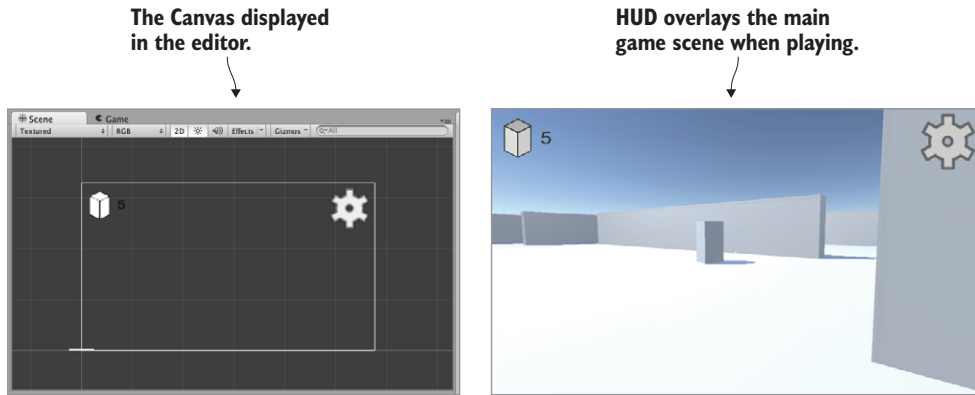 The Canvas displayed
in the editor.
HUD overlays the main
game scene when playing.
Scene Game
Textured RGB 2D Effects Gizmos All
5
5